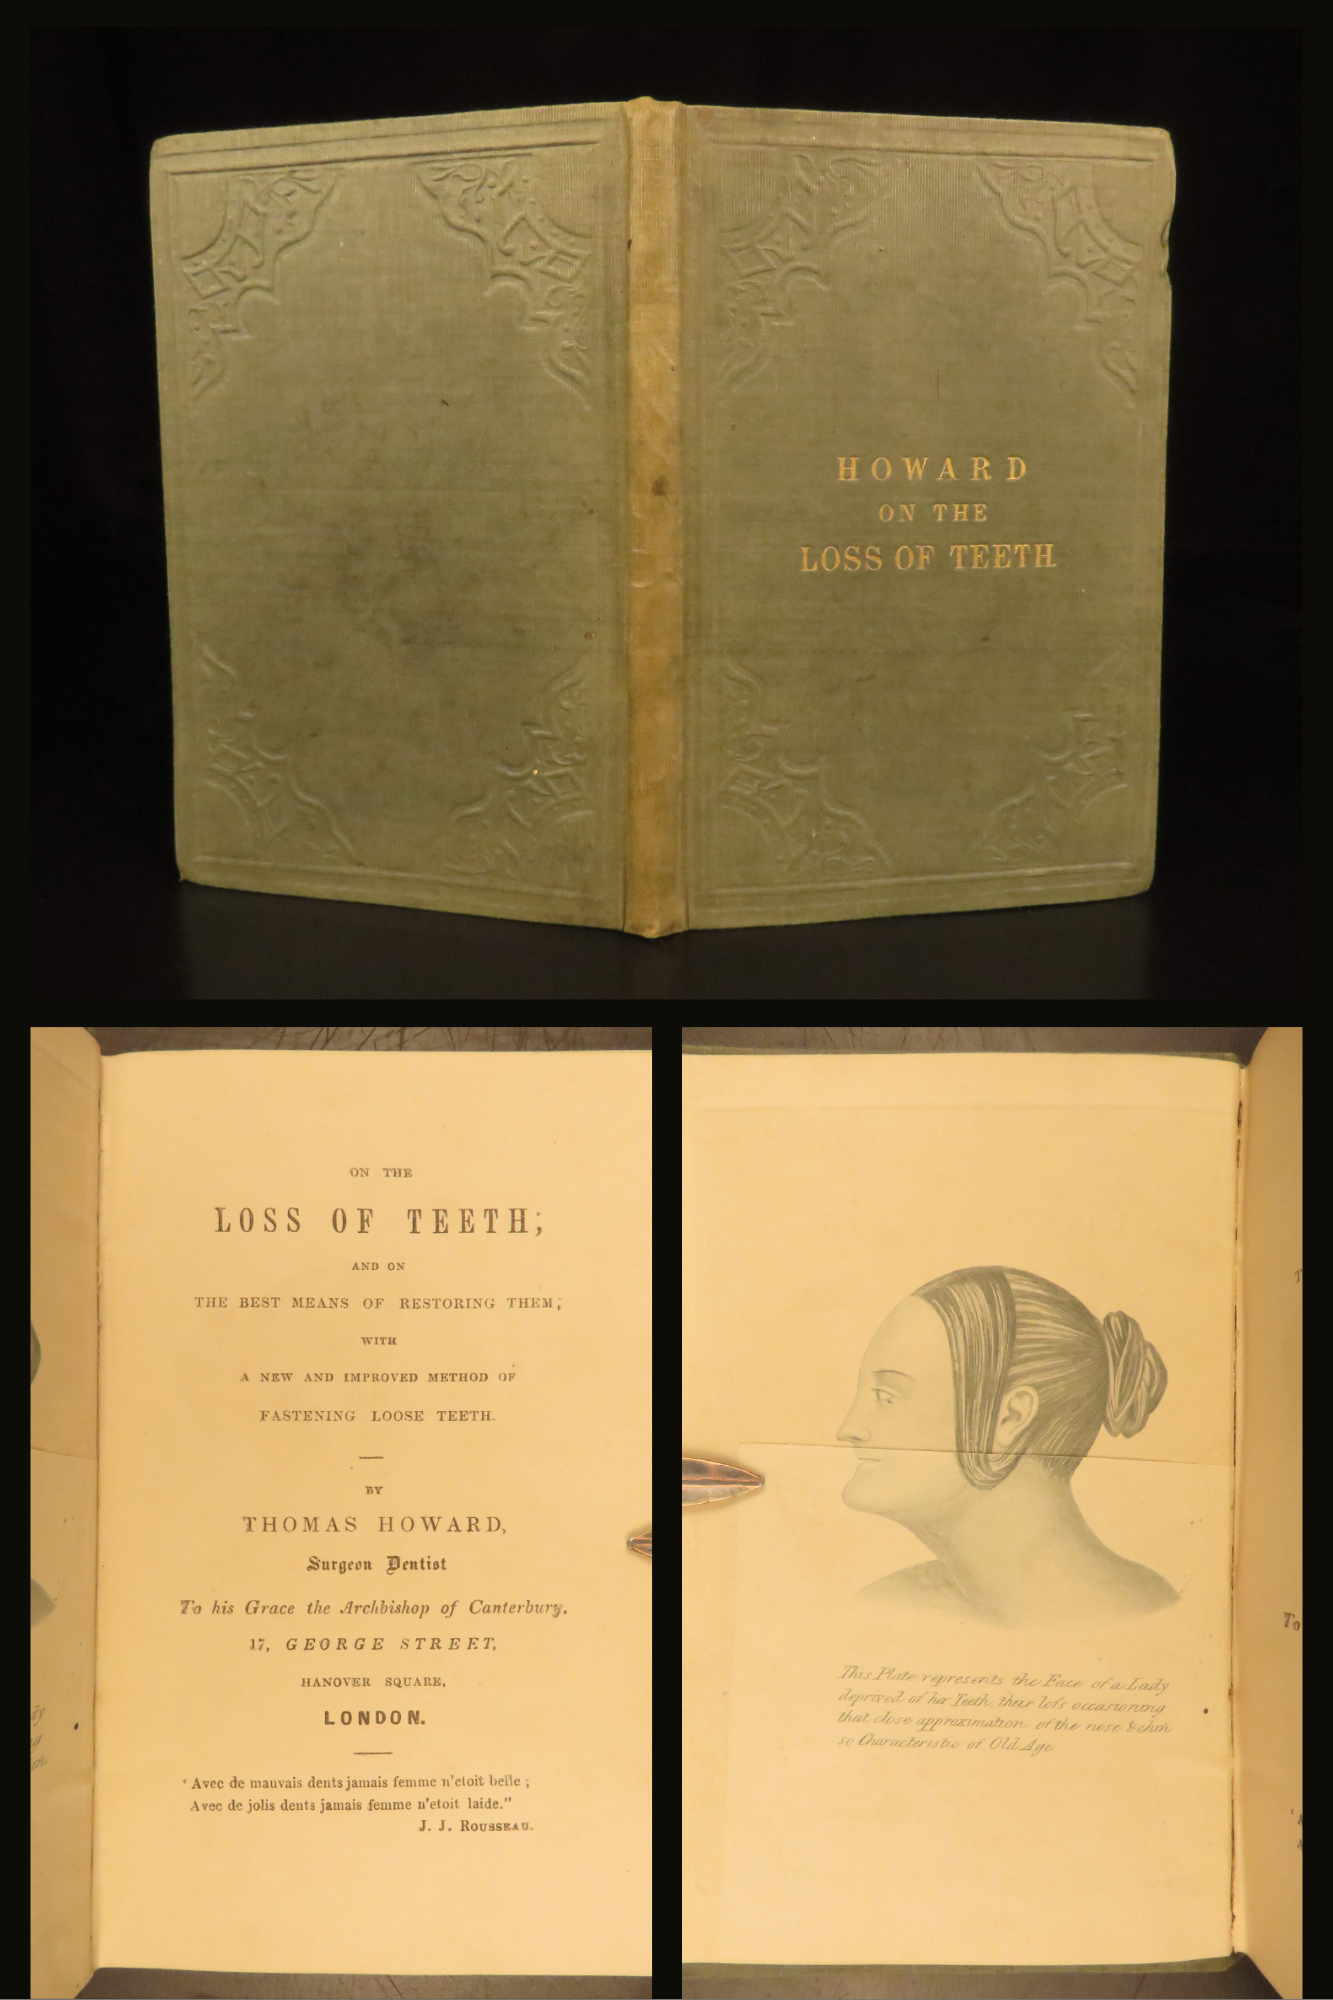 HOWARD
ON THE
LOSS OF TEETH.
ON THE
LOSS OF TEETH;
AND ON
THE BEST MEANS OF RESTORING THEM;
WITH
A NEW AND IMPROVED METHOD OF
FASTENING LOOSE TEETH.
BY
THOMAS HOWARD,
Surgeon Dentist
To his Grace the Archbishop of Canterbury.
17, GEORGE STREET,
HANOVER SQUARE,
LONDON.
" Avec de mauvais dents jamais femme n'etoit belle ;
Avec de jolis dents jamais femme n'etoit laide."
J. J. ROUSSEAU.
This Plate represents the Face of a Lady
deprived of her Teeth, their loss occasioning
that close approximation of the nose & chin
so Characteristic of Old Age
To